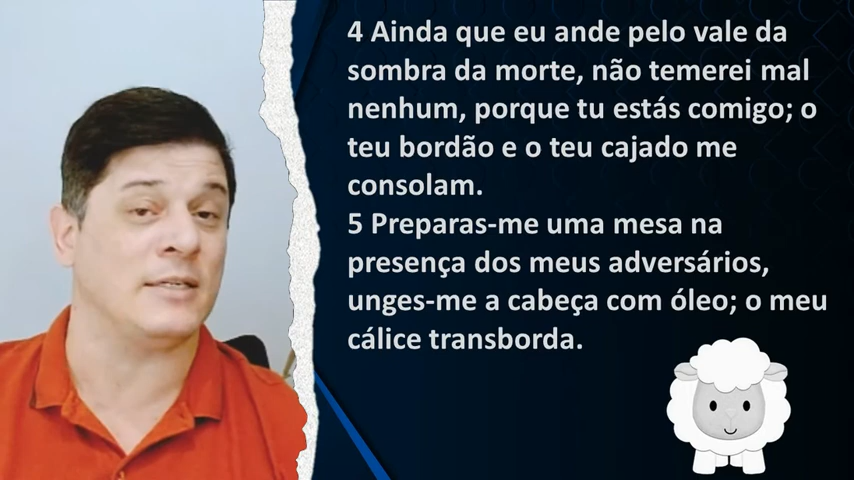 4 Ainda que eu ande pelo vale da
sombra da morte, não temerei mal
nenhum, porque tu estás comigo; o
teu bordão e o teu cajado me
consolam.
5 Preparas-me uma mesa na
presença dos meus adversários,
unges-me a cabeça com óleo; o meu
cálice transborda.